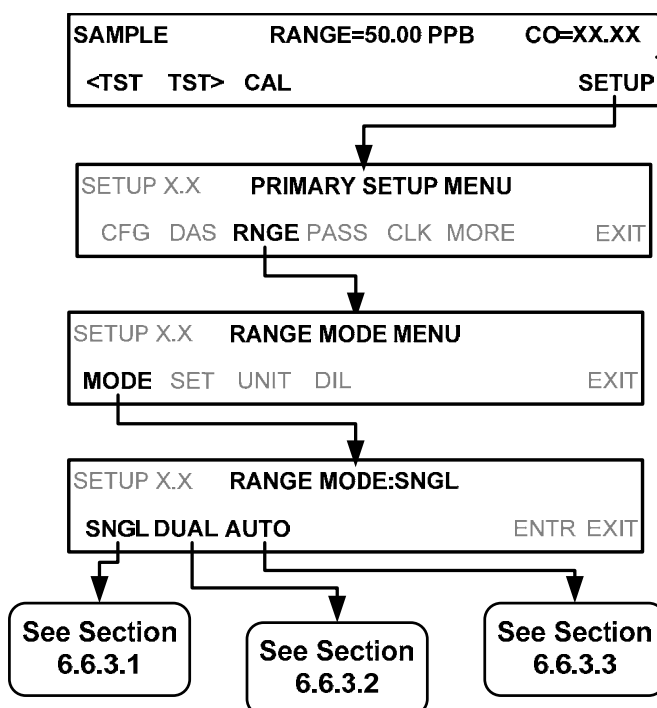 SAMPLE RANGE=50.00 PPB CO=XX.XX
<TST TST> CAL SETUP
SETUP X.X PRIMARY SETUP MENU
CFG DAS RNGE PASS CLK MORE EXIT
SETUP X.X RANGE MODE MENU
MODE SET UNIT DIL EXIT
SETUP X.X RANGE MODE:SNGL
SNGL DUAL AUTO ENTR EXIT
See Section
6.6.3.1
See Section
6.6.3.2
See Section
6.6.3.3